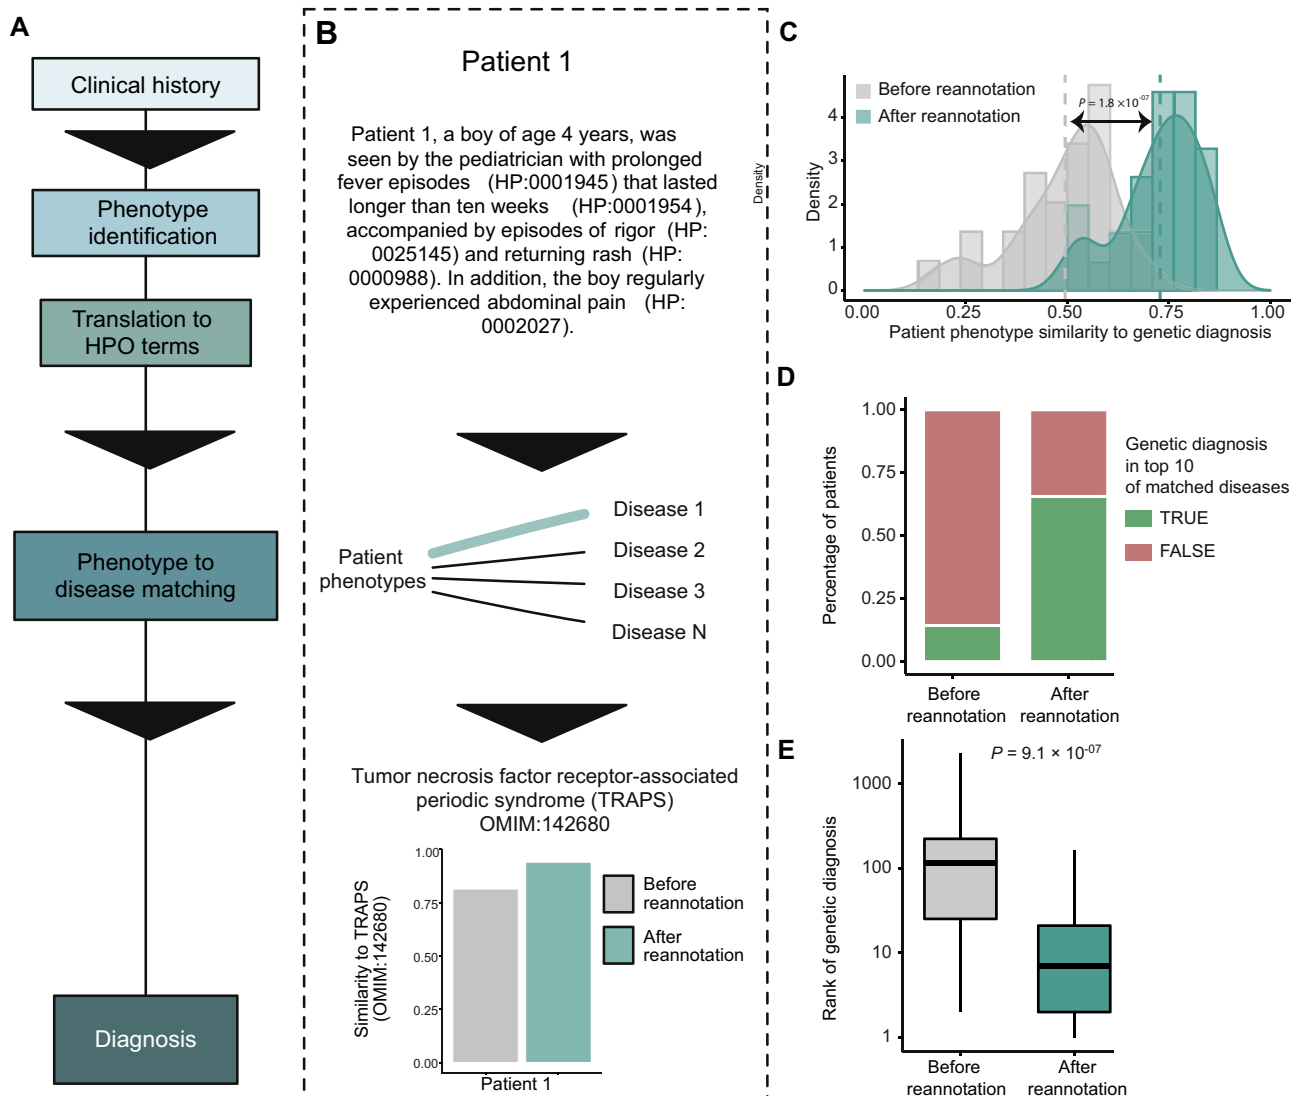 A
Clinical history
Phenotype
identification
Translation to
HPO terms
Phenotype to
disease matching
Diagnosis
B
Patient 1
Patient 1, a boy of age 4 years, was
seen by the pediatrician with prolonged
fever episodes (HP:0001945) that lasted
longer than ten weeks (HP:0001954),
accompanied by episodes of rigor (HP:
0025145) and returning rash (HP:
0000988). In addition, the boy regularly
experienced abdominal pain (HP:
0002027).
Patient
phenotypes
Disease 1
Disease 2
Disease 3
Disease N
Tumor necrosis factor receptor-associated
periodic syndrome (TRAPS)
OMIM:142680
Similarity to TRAPS
(OMIM:142680)
1.00
0.75
0.50
0.25
0.00
Patient 1
Before
reannotation
After
reannotation
Density
C
Before reannotation
After reannotation
P = 1.8 ×10-07
Density
4
3
2
1
0
0.00
0.25
0.50
0.75
1.00
Patient phenotype similarity to genetic diagnosis
D
Percentage of patients
1.00
0.75
0.50
0.25
0.00
Before
reannotation
After
reannotation
Genetic diagnosis
in top 10
of matched diseases
TRUE
FALSE
E
P = 9.1 × 10-07
Rank of genetic diagnosis
1000
100
10
1
Before
reannotation
After
reannotation